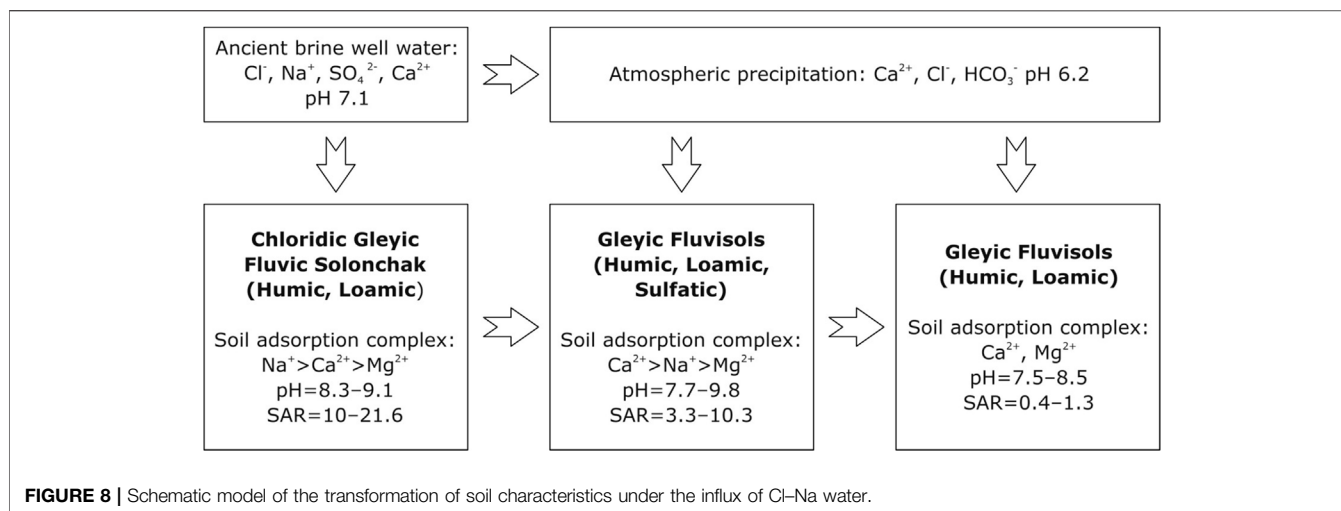 Ancient brine well water:
Cl⁻, Na⁺, SO₄²⁻, Ca²⁺
pH 7.1
Atmospheric precipitation: Ca²⁺, Cl⁻, HCO₃⁻ pH 6.2
Chloridic Gleyic
Fluvic Solonchak
(Humic, Loamic)
Soil adsorption complex:
Na⁺>Ca²⁺>Mg²⁺
pH=8.3–9.1
SAR=10–21.6
Gleyic Fluvisols
(Humic, Loamic,
Sulfatic)
Soil adsorption complex:
Ca²⁺>Na⁺>Mg²⁺
pH=7.7–9.8
SAR=3.3–10.3
Gleyic Fluvisols
(Humic, Loamic)
Soil adsorption complex:
Ca²⁺, Mg²⁺
pH=7.5–8.5
SAR=0.4–1.3
FIGURE 8 | Schematic model of the transformation of soil characteristics under the influx of Cl–Na water.